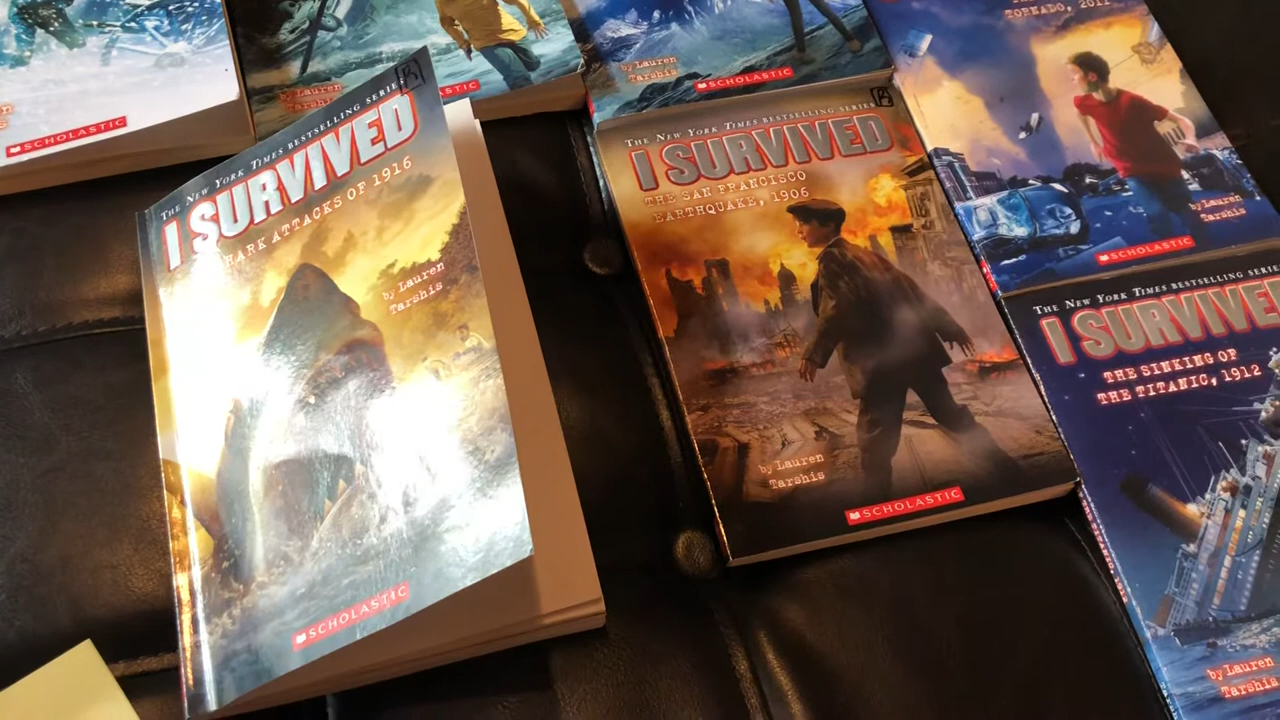 SCHOLASTIC
by Lauren
SCHOLASTIC
by Lauren
Tarshis
SCHOLASTIC
TORNADO, 2011
by Lauren
Tarshis
SCHOLASTIC
B
THE NEW YORK TIMES BESTSELLING SERIES
I SURVIVED
HARK ATTACKS OF 1916
by Lauren
Tarshis
SCHOLASTIC
B
THE NEW YORK TIMES BESTSELLING SERIES
I SURVIVED
THE SAN FRANCISCO
EARTHQUAKE, 1906
by Lauren
Tarshis
SCHOLASTIC
THE NEW YORK TIMES BESTSELLING SERIE
I SURVIVE
THE SINKING OF
THE TITANIC, 1912
by Lauren
Tarshis